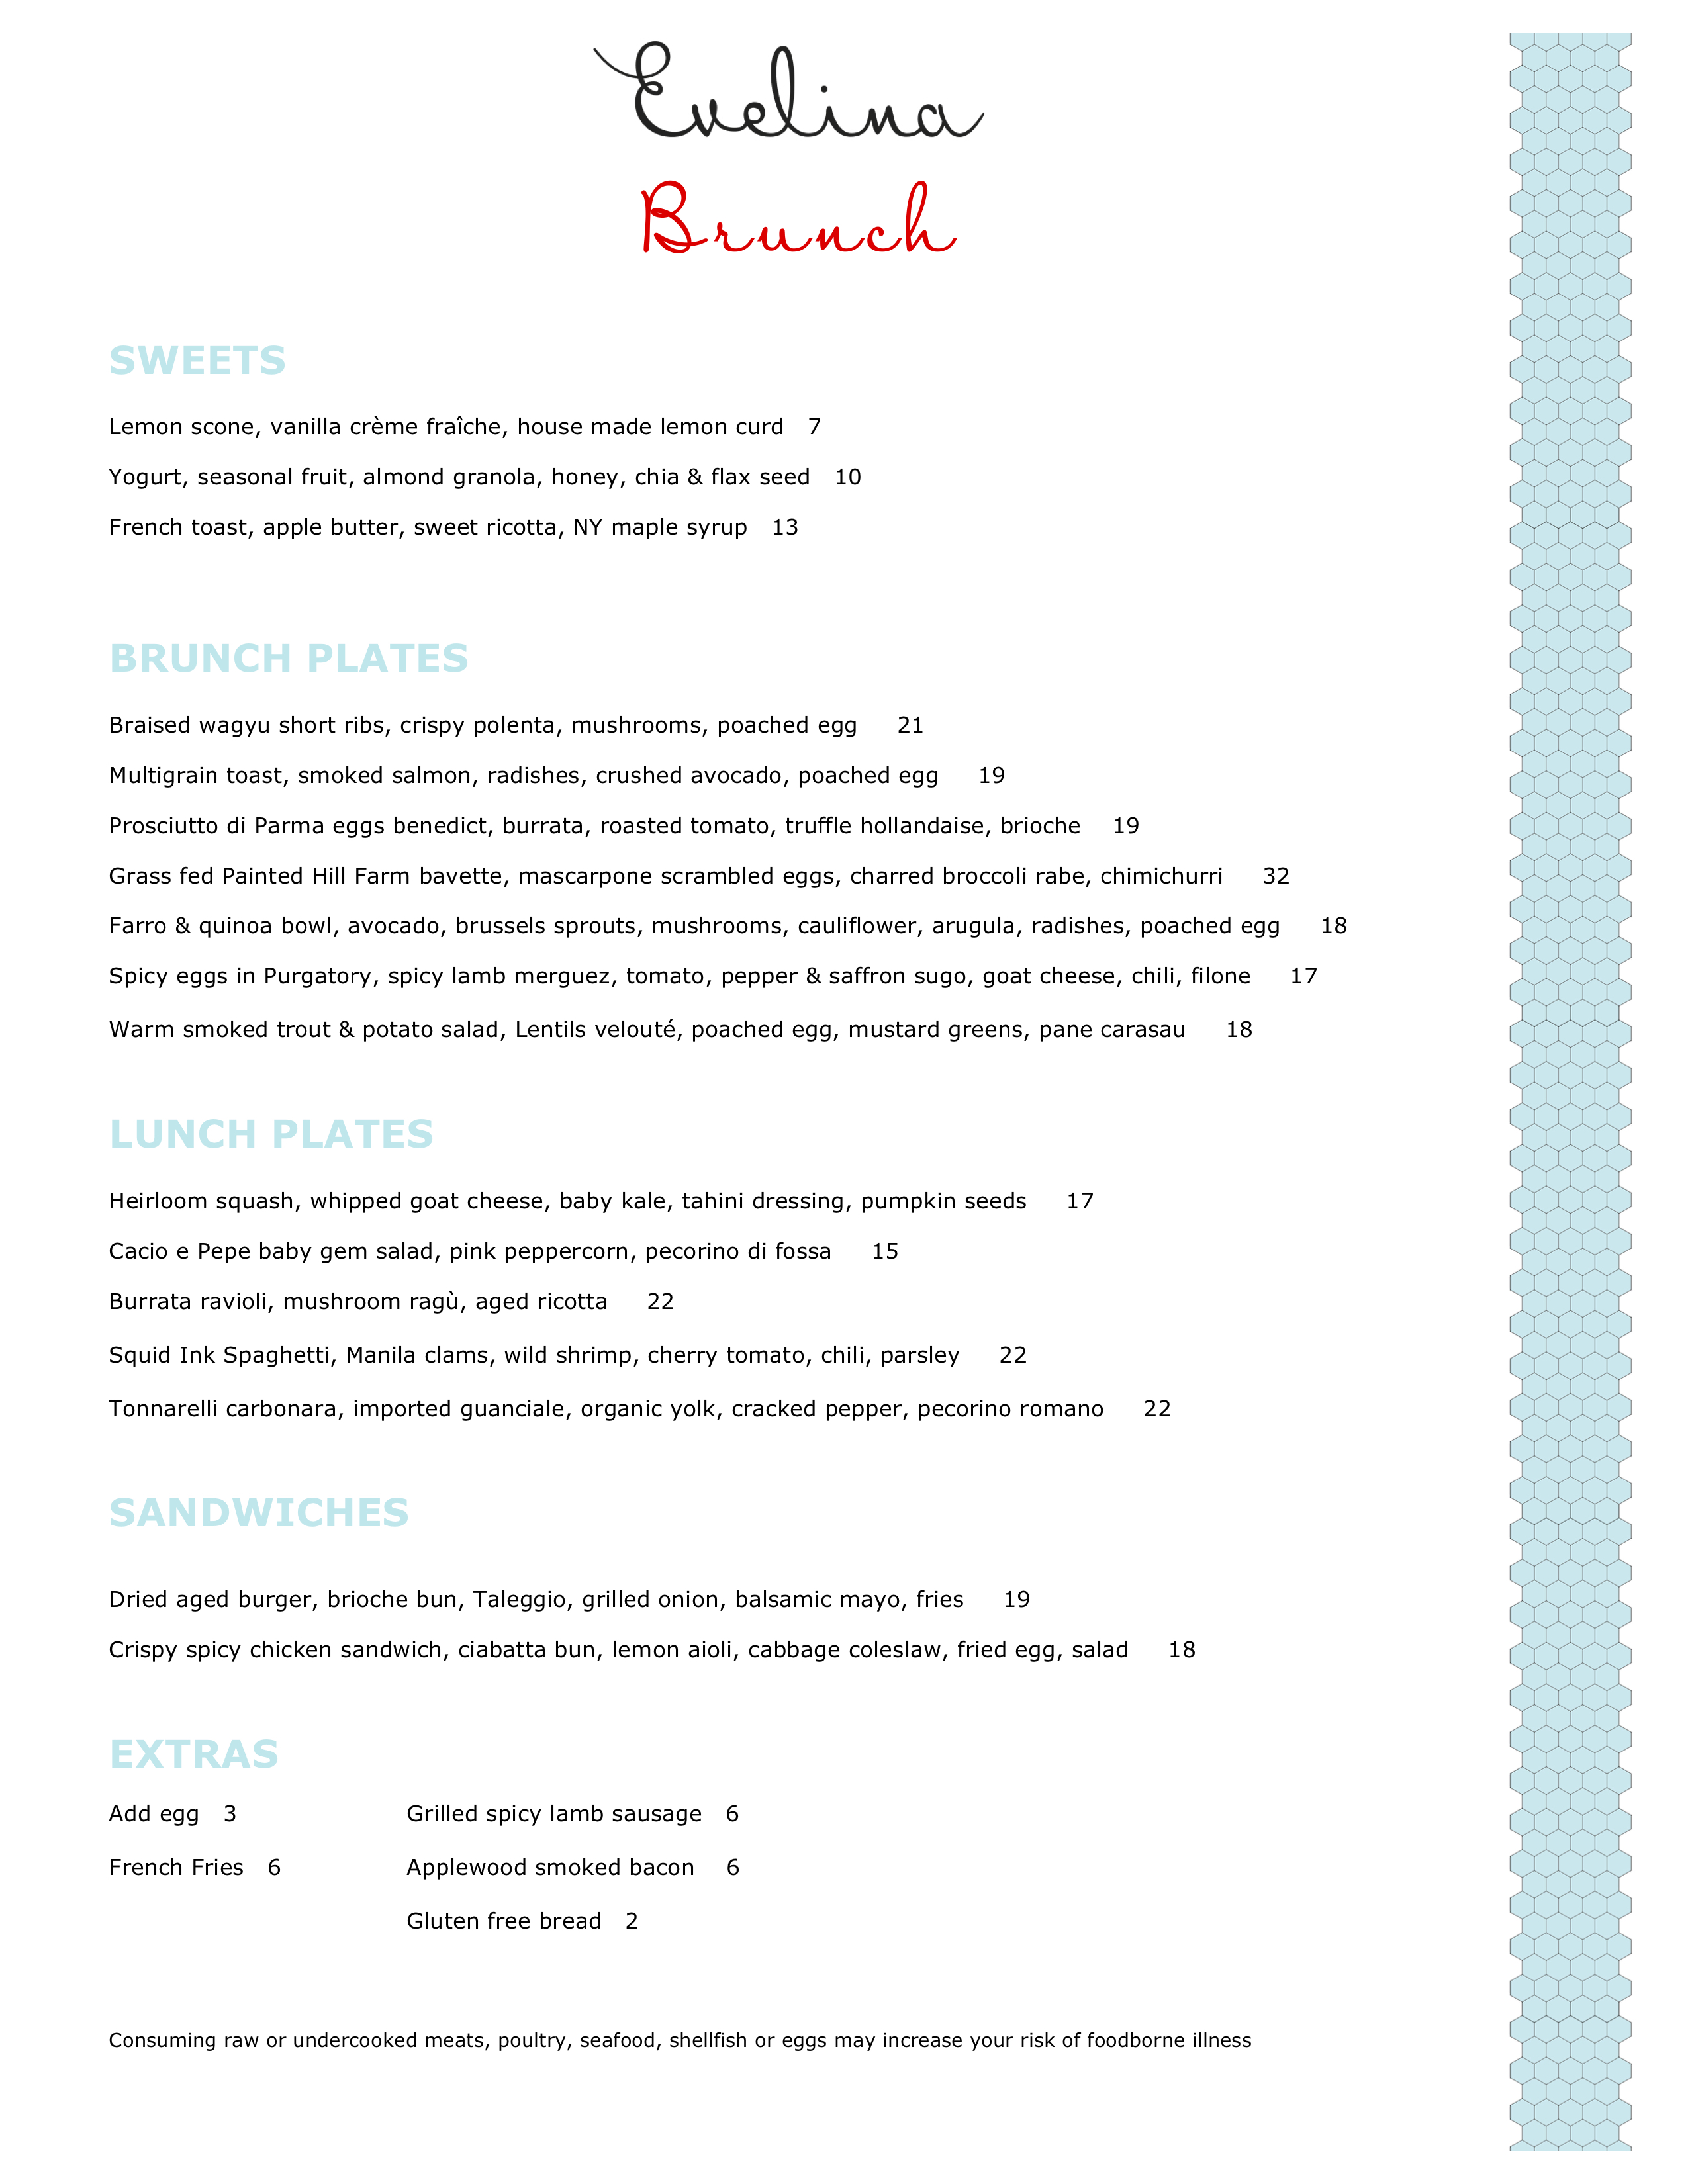 Evelina
Brunch
SWEETS
Lemon scone, vanilla crème fraîche, house made lemon curd 7
Yogurt, seasonal fruit, almond granola, honey, chia & flax seed 10
French toast, apple butter, sweet ricotta, NY maple syrup 13
BRUNCH PLATES
Braised wagyu short ribs, crispy polenta, mushrooms, poached egg 21
Multigrain toast, smoked salmon, radishes, crushed avocado, poached egg 19
Prosciutto di Parma eggs benedict, burrata, roasted tomato, truffle hollandaise, brioche 19
Grass fed Painted Hill Farm bavette, mascarpone scrambled eggs, charred broccoli rabe, chimichurri 32
Farro & quinoa bowl, avocado, brussels sprouts, mushrooms, cauliflower, arugula, radishes, poached egg 18
Spicy eggs in Purgatory, spicy lamb merguez, tomato, pepper & saffron sugo, goat cheese, chili, filone 17
Warm smoked trout & potato salad, Lentils velouté, poached egg, mustard greens, pane carasau 18
LUNCH PLATES
Heirloom squash, whipped goat cheese, baby kale, tahini dressing, pumpkin seeds 17
Cacio e Pepe baby gem salad, pink peppercorn, pecorino di fossa 15
Burrata ravioli, mushroom ragù, aged ricotta 22
Squid Ink Spaghetti, Manila clams, wild shrimp, cherry tomato, chili, parsley 22
Tonnarelli carbonara, imported guanciale, organic yolk, cracked pepper, pecorino romano 22
SANDWICHES
Dried aged burger, brioche bun, Taleggio, grilled onion, balsamic mayo, fries 19
Crispy spicy chicken sandwich, ciabatta bun, lemon aioli, cabbage coleslaw, fried egg, salad 18
EXTRAS
Add egg 3 Grilled spicy lamb sausage 6
French Fries 6 Applewood smoked bacon 6
Gluten free bread 2
Consuming raw or undercooked meats, poultry, seafood, shellfish or eggs may increase your risk of foodborne illness